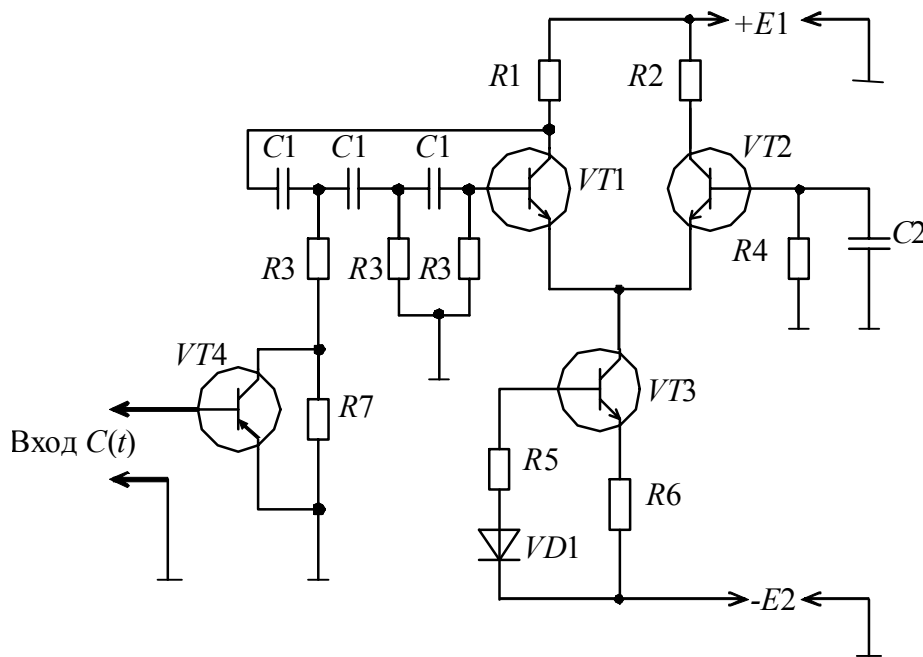 +E1
R1
R2
C1
C1
C1
VT1
VT2
R3
R3
R3
R4
C2
VT4
R7
VT3
Вход C(t)
R5
R6
VD1
-E2